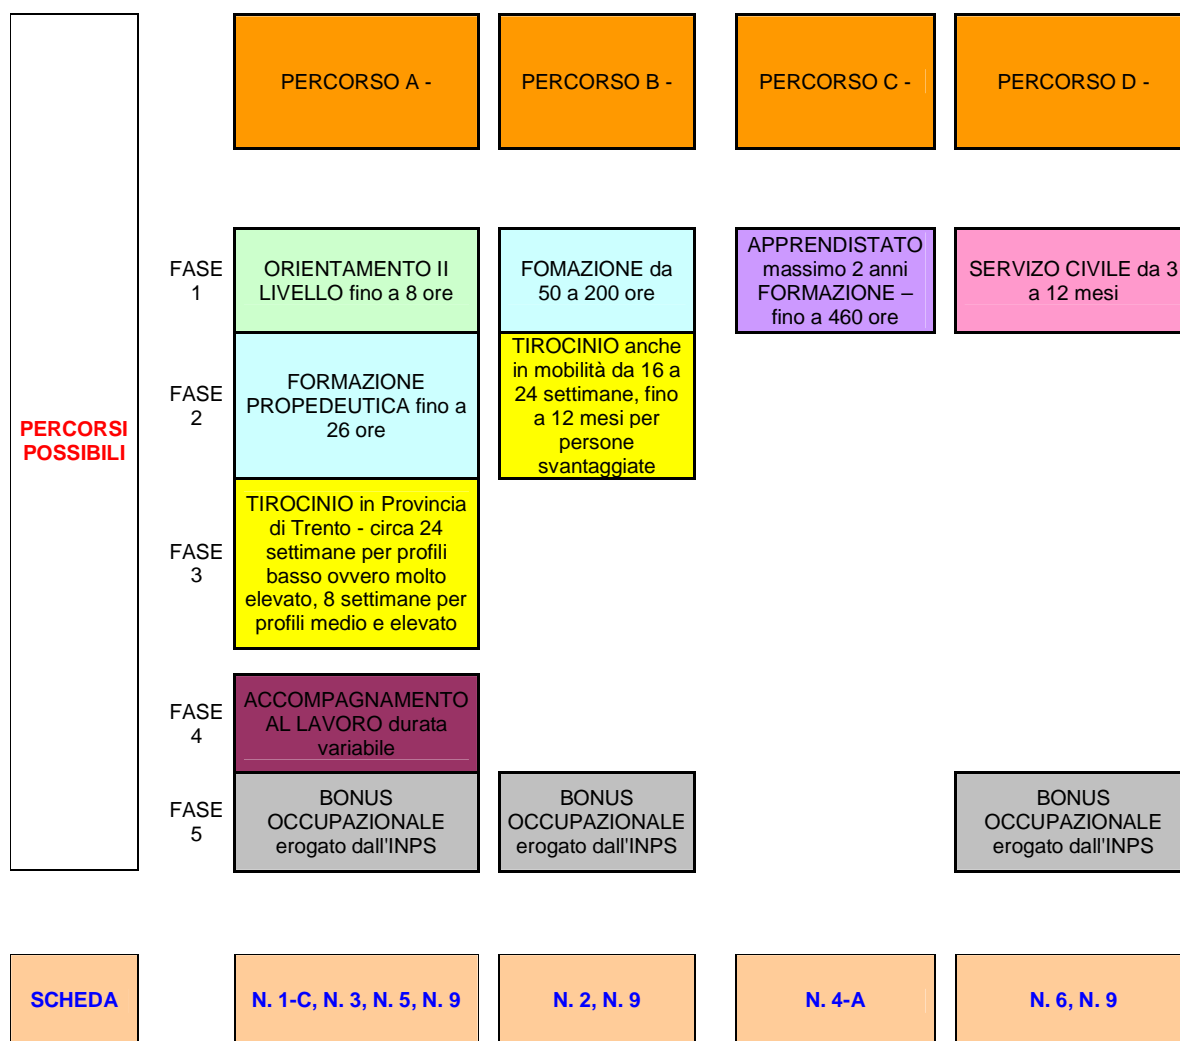 PERCORSO A -
PERCORSO B -
PERCORSO C -
PERCORSO D -
PERCORSI
POSSIBILI
FASE
1
ORIENTAMENTO II
LIVELLO fino a 8 ore
FOMAZIONE da
50 a 200 ore
APPRENDISTATO
massimo 2 anni
FORMAZIONE –
fino a 460 ore
SERVIZO CIVILE da 3
a 12 mesi
FASE
2
FORMAZIONE
PROPEDEUTICA fino a
26 ore
TIROCINIO anche
in mobilità da 16 a
24 settimane, fino
a 12 mesi per
persone
svantaggiate
FASE
3
TIROCINIO in Provincia
di Trento - circa 24
settimane per profili
basso ovvero molto
elevato, 8 settimane per
profili medio e elevato
FASE
4
ACCOMPAGNAMENTO
AL LAVORO durata
variabile
FASE
5
BONUS
OCCUPAZIONALE
erogato dall'INPS
BONUS
OCCUPAZIONALE
erogato dall'INPS
BONUS
OCCUPAZIONALE
erogato dall'INPS
SCHEDA
N. 1-C, N. 3, N. 5, N. 9
N. 2, N. 9
N. 4-A
N. 6, N. 9